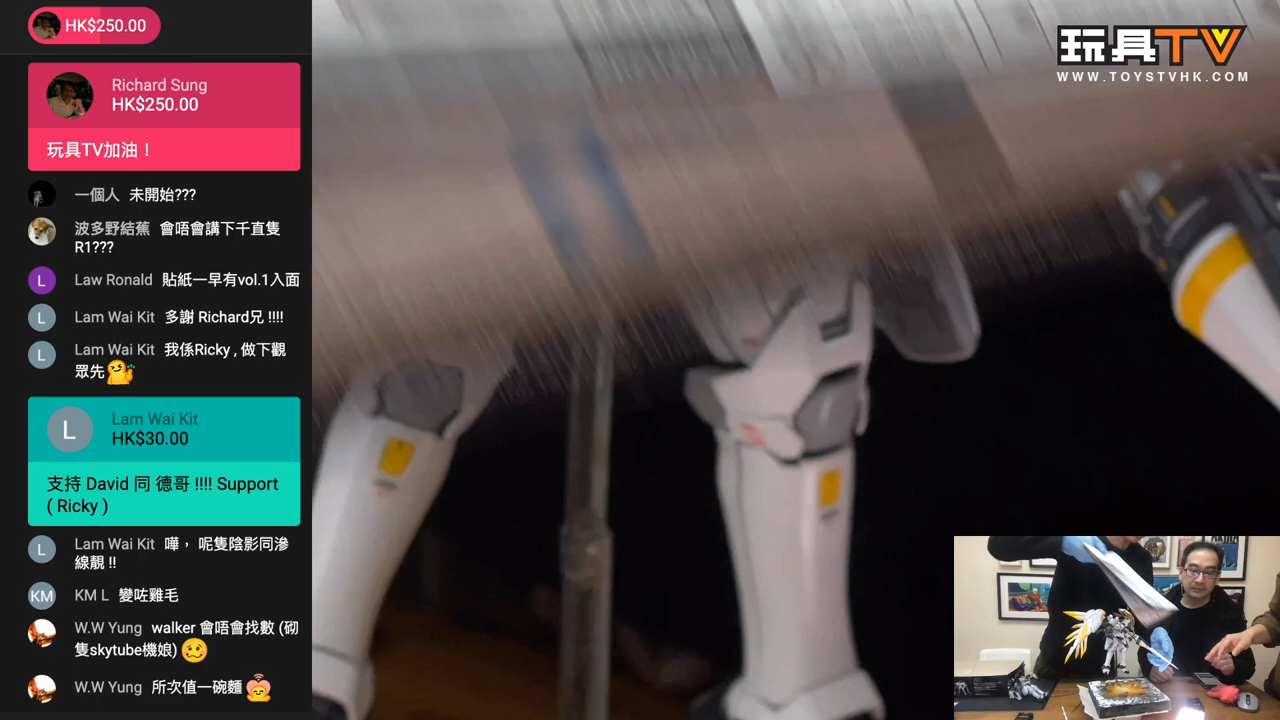 HK$250.00
Richard Sung
HK$250.00
玩具TV加油！
一個人 未開始???
波多野結蕉 會唔會講下千直隻
R1???
Law Ronald 貼紙一早有vol.1入面
Lam Wai Kit 多謝 Richard兄 !!!!
Lam Wai Kit 我係Ricky , 做下觀
眾先
L
Lam Wai Kit
HK$30.00
支持 David 同 德哥 !!!! Support
( Ricky )
Lam Wai Kit 嘩， 呢隻陰影同滲
線靚 !!
KM
KM L 變咗雞毛
W.W Yung walker 會唔會找數 (砌
隻skytube機娘)
W.W Yung 所次值一碗麵
玩具TV
WWW.TOYSTVHK.COM